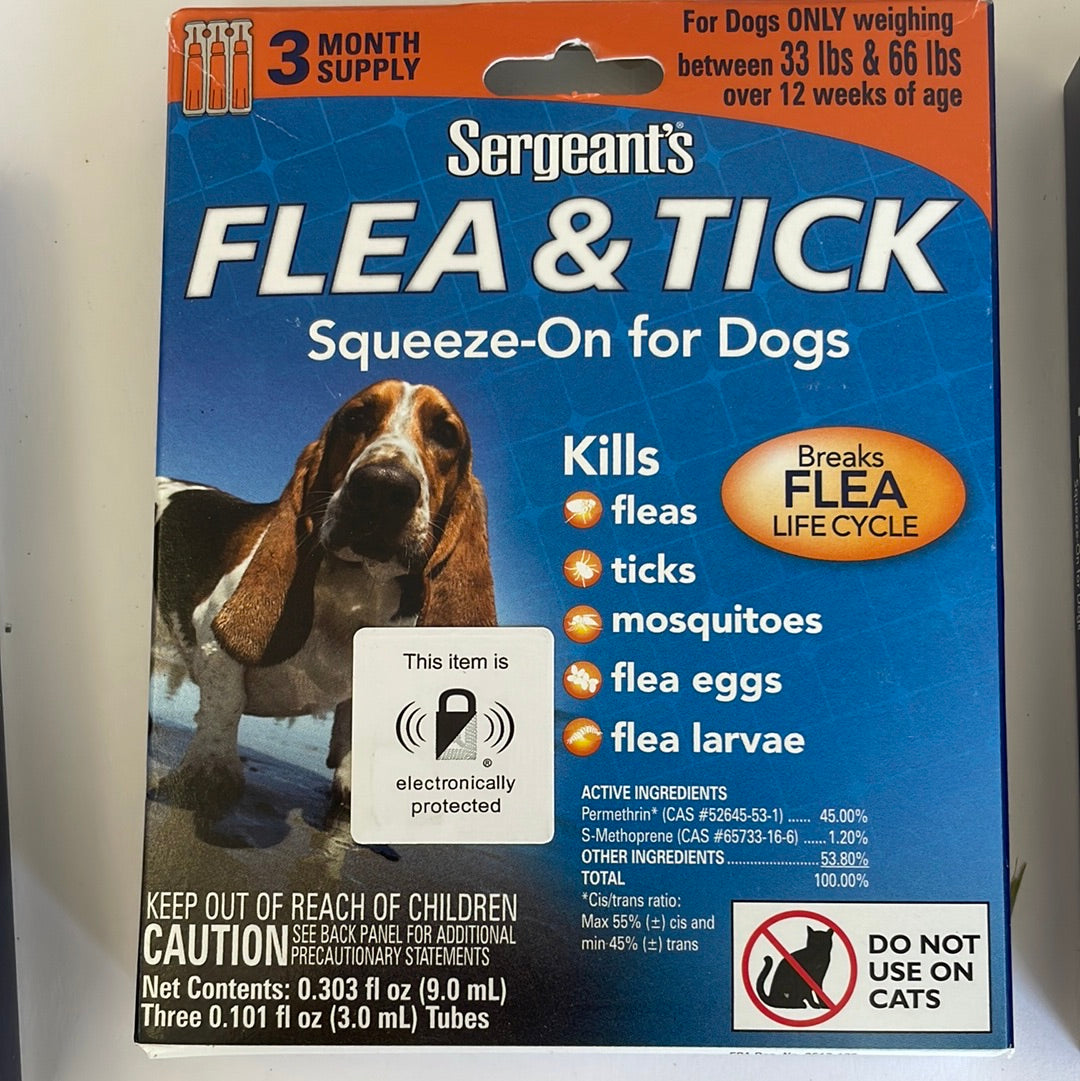 3 MONTH
SUPPLY
For Dogs ONLY weighing
between 33 lbs & 66 lbs
over 12 weeks of age
Sergeant's®
FLEA & TICK
Squeeze-On for Dogs
Kills
fleas
ticks
mosquitoes
flea eggs
flea larvae
Breaks
FLEA
LIFE CYCLE
This item is
®
electronically
protected
ACTIVE INGREDIENTS
Permethrin* (CAS #52645-53-1) ...... 45.00%
S-Methoprene (CAS #65733-16-6) ...... 1.20%
OTHER INGREDIENTS ...................... 53.80%
TOTAL 100.00%
*Cis/trans ratio:
Max 55% (±) cis and
min 45% (±) trans
KEEP OUT OF REACH OF CHILDREN
CAUTION SEE BACK PANEL FOR ADDITIONAL
PRECAUTIONARY STATEMENTS
Net Contents: 0.303 fl oz (9.0 mL)
Three 0.101 fl oz (3.0 mL) Tubes
DO NOT
USE ON
CATS